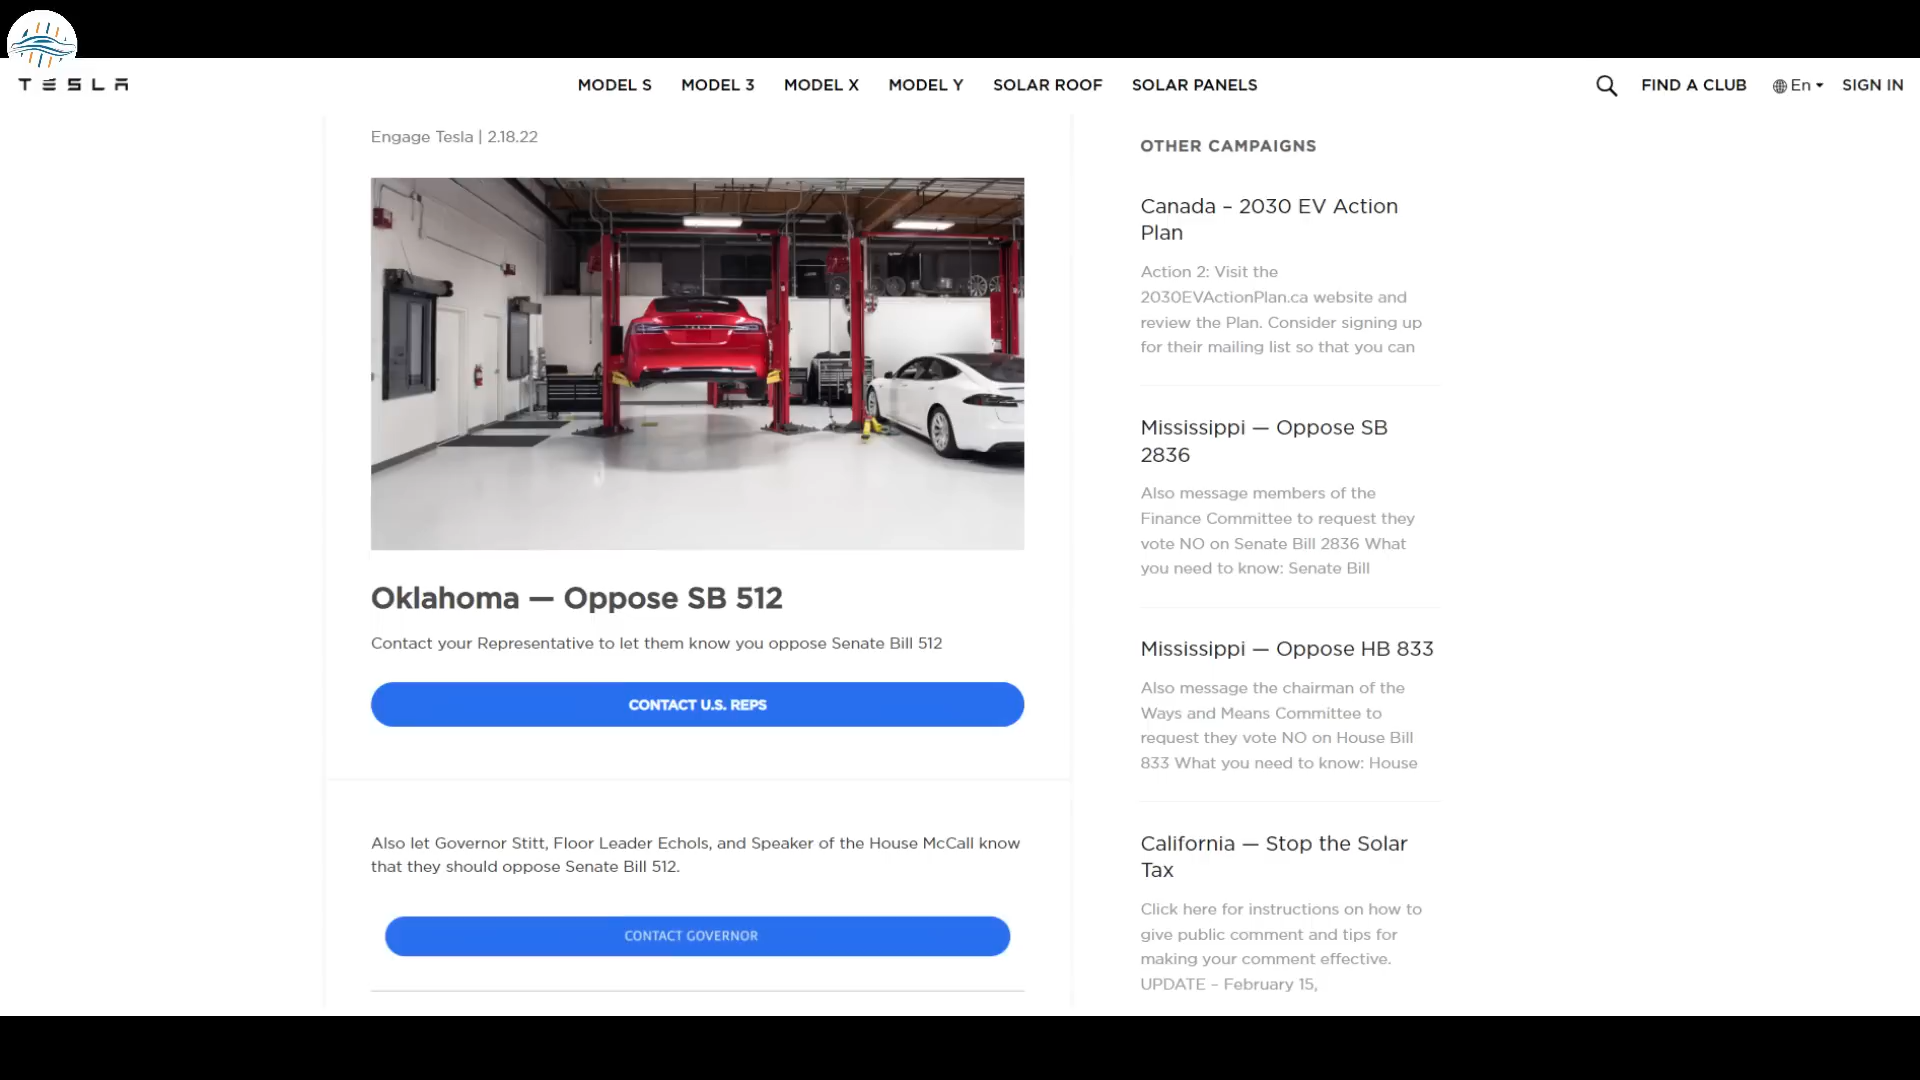 TESLA
MODEL S
MODEL 3
MODEL X
MODEL Y
SOLAR ROOF
SOLAR PANELS
FIND A CLUB
En
SIGN IN
Engage Tesla | 2.18.22
Oklahoma — Oppose SB 512
Contact your Representative to let them know you oppose Senate Bill 512
CONTACT U.S. REPS
Also let Governor Stitt, Floor Leader Echols, and Speaker of the House McCall know
that they should oppose Senate Bill 512.
CONTACT GOVERNOR
OTHER CAMPAIGNS
Canada – 2030 EV Action
Plan
Action 2: Visit the
2030EVActionPlan.ca website and
review the Plan. Consider signing up
for their mailing list so that you can
Mississippi — Oppose SB
2836
Also message members of the
Finance Committee to request they
vote NO on Senate Bill 2836 What
you need to know: Senate Bill
Mississippi — Oppose HB 833
Also message the chairman of the
Ways and Means Committee to
request they vote NO on House Bill
833 What you need to know: House
California — Stop the Solar
Tax
Click here for instructions on how to
give public comment and tips for
making your comment effective.
UPDATE – February 15,